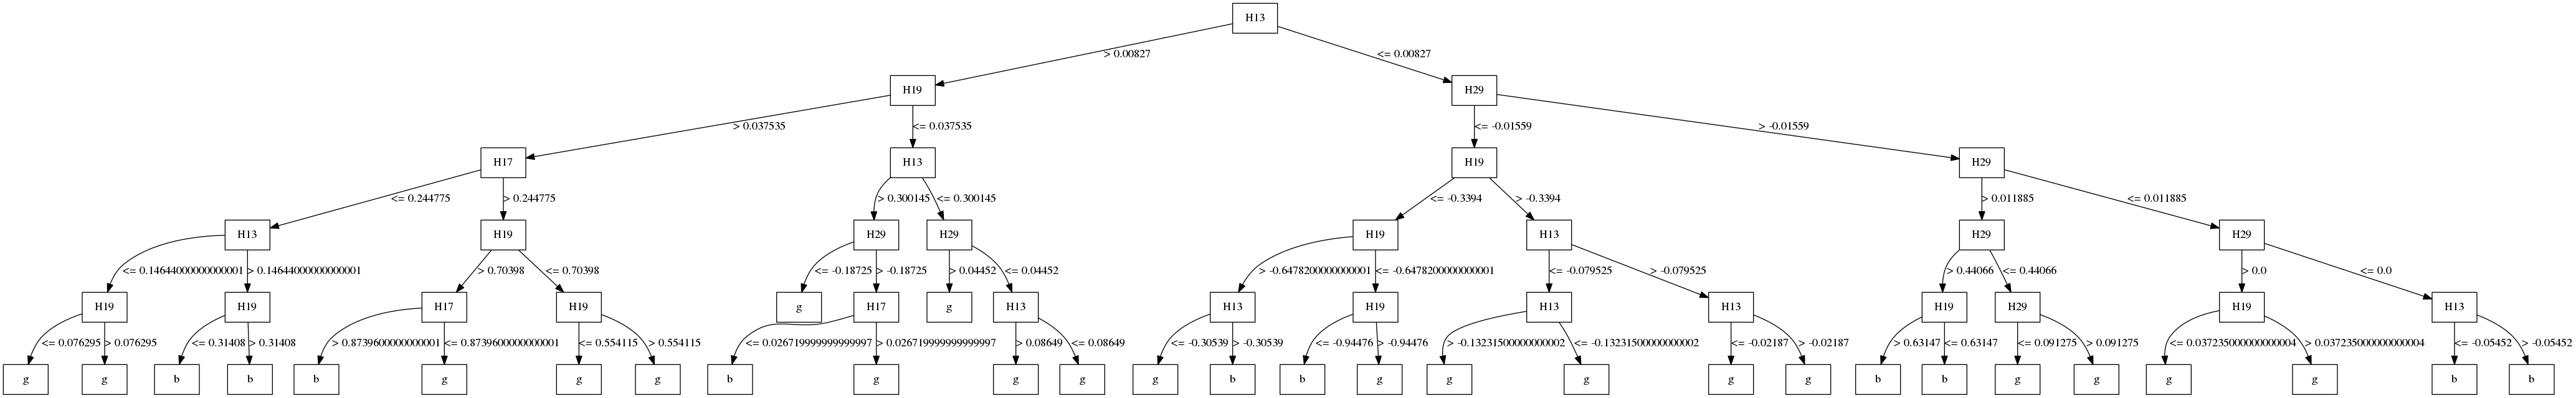 H13
> 0.00827 <= 0.00827
H19 H29
> 0.037535 <= 0.037535 <= -0.01559 > -0.01559
H17 H13 H19 H29
<= 0.244775 > 0.244775 > 0.300145 <= 0.300145 <= -0.3394 > -0.3394 > 0.011885 <= 0.011885
H13 H19 H29 H29 H19 H13 H29 H29
<= 0.14644000000000001 > 0.14644000000000001 > 0.70398 <= 0.70398 <= -0.18725 > -0.18725 > 0.04452 <= 0.04452 > -0.6478200000000001 <= -0.6478200000000001 <= -0.079525 > -0.079525 > 0.44066 <= 0.44066 > 0.0 <= 0.0
H19 H19 H17 H19 g H17 g H13 H13 H19 H13 H13 H19 H29 H19 H13
<= 0.076295 > 0.076295 <= 0.31408 > 0.31408 > 0.8739600000000001 <= 0.8739600000000001 <= 0.554115 > 0.554115 <= 0.026719999999999997 > 0.026719999999999997 > 0.08649 <= 0.08649 <= -0.30539 > -0.30539 <= -0.94476 > -0.94476 > -0.13231500000000002 <= -0.13231500000000002 <= -0.02187 > -0.02187 > 0.63147 <= 0.63147 <= 0.091275 > 0.091275 <= 0.037235000000000004 > 0.037235000000000004 <= -0.05452 > -0.05452
g g b b b g g g b g g g g b b g g g g g b b g g g g b b